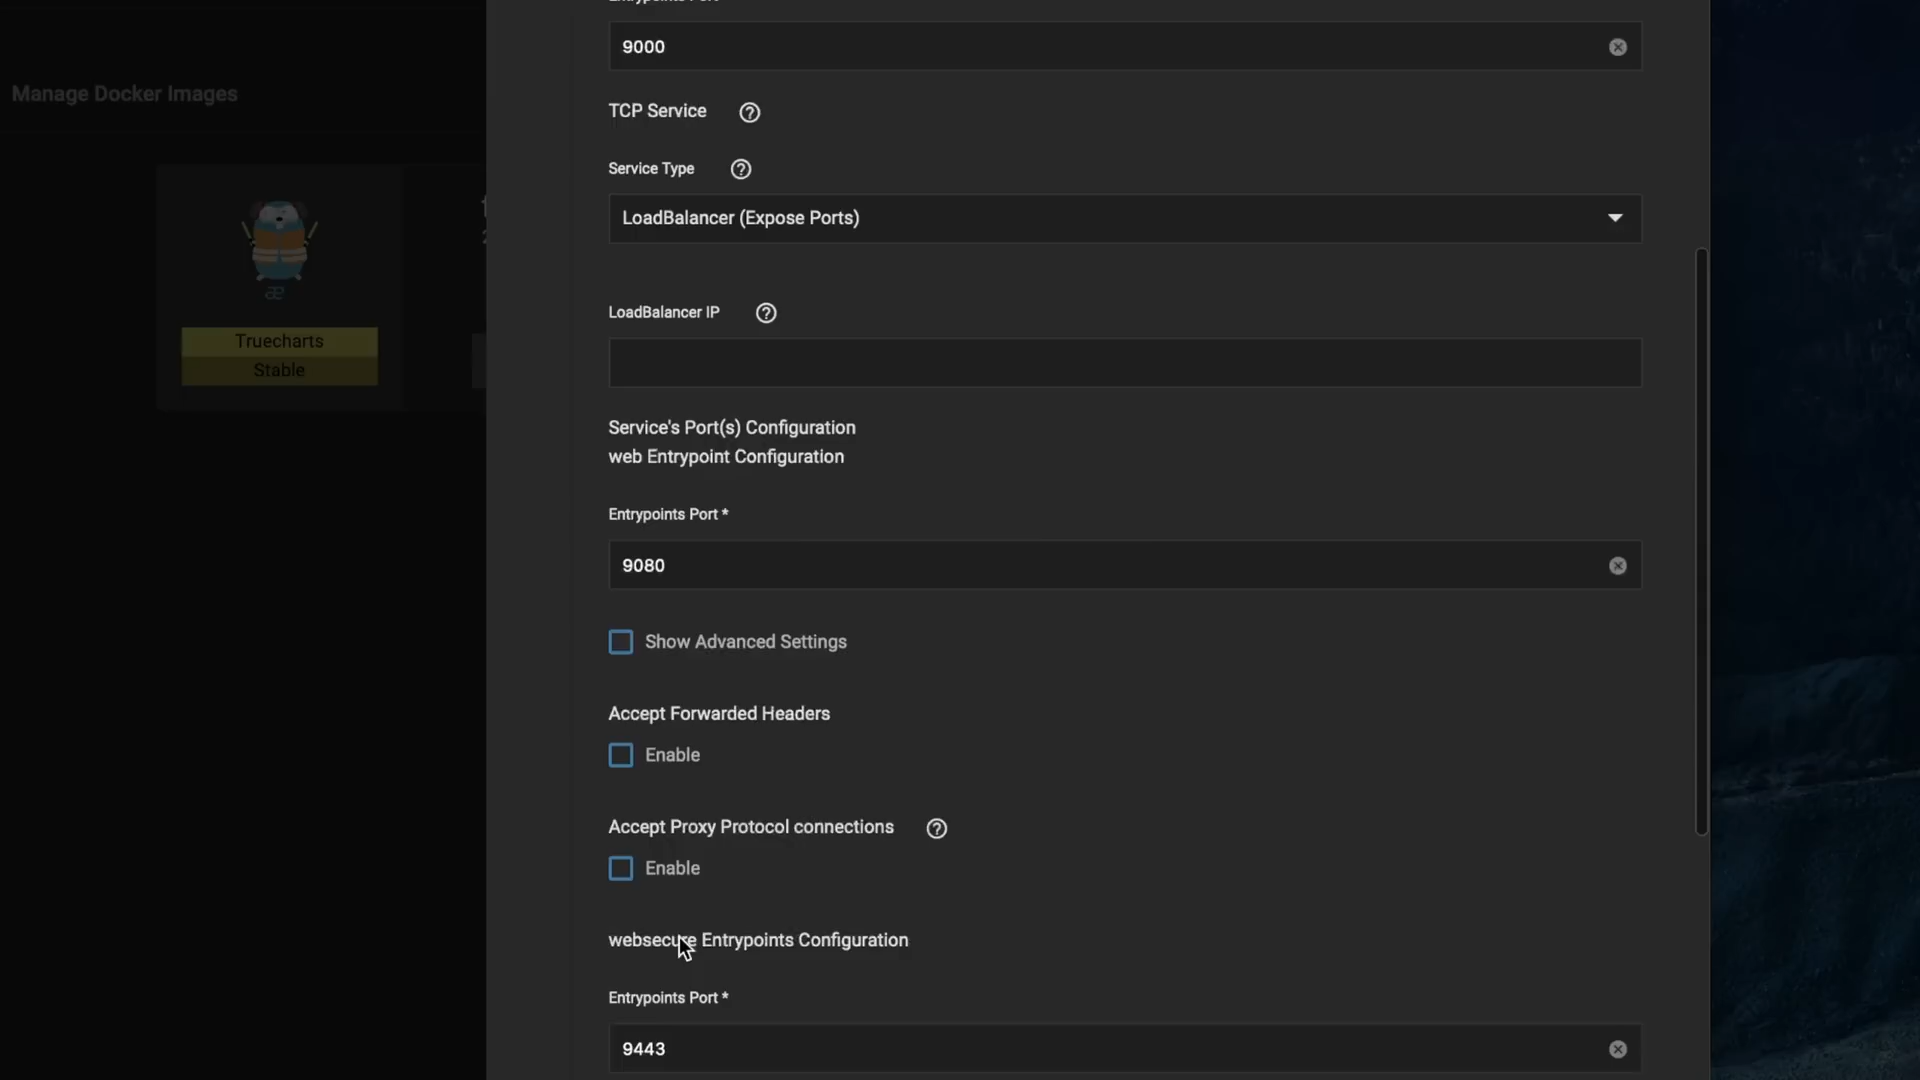 9000
Manage Docker Images
TCP Service
Service Type
LoadBalancer (Expose Ports)
LoadBalancer IP
Truecharts
Stable
Service's Port(s) Configuration
web Entrypoint Configuration
Entrypoints Port *
9080
Show Advanced Settings
Accept Forwarded Headers
Enable
Accept Proxy Protocol connections
Enable
websecure Entrypoints Configuration
Entrypoints Port *
9443